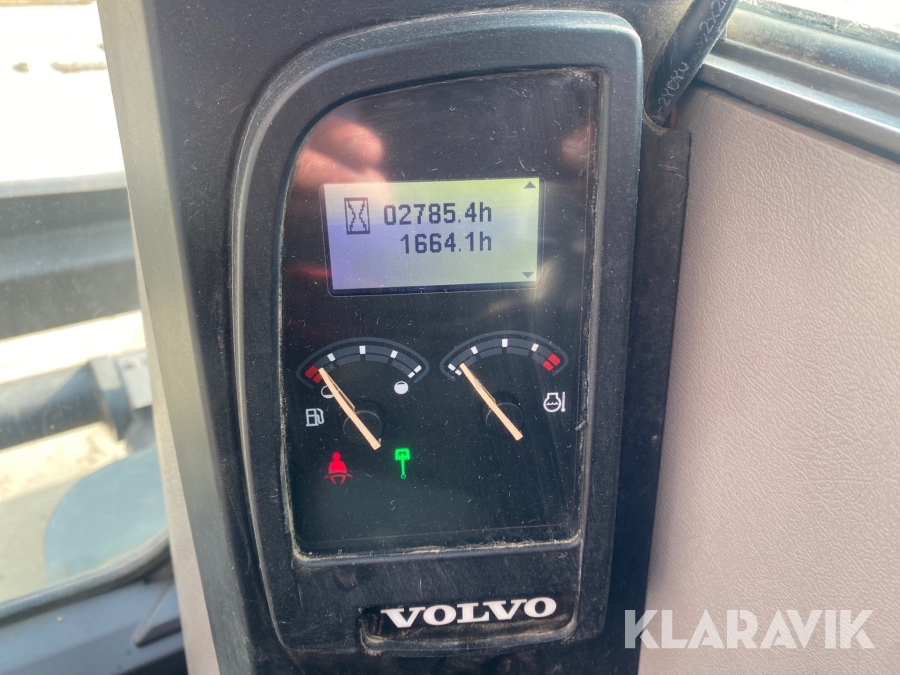 02785.4h
1664.1h
VOLVO
KLARAVIK